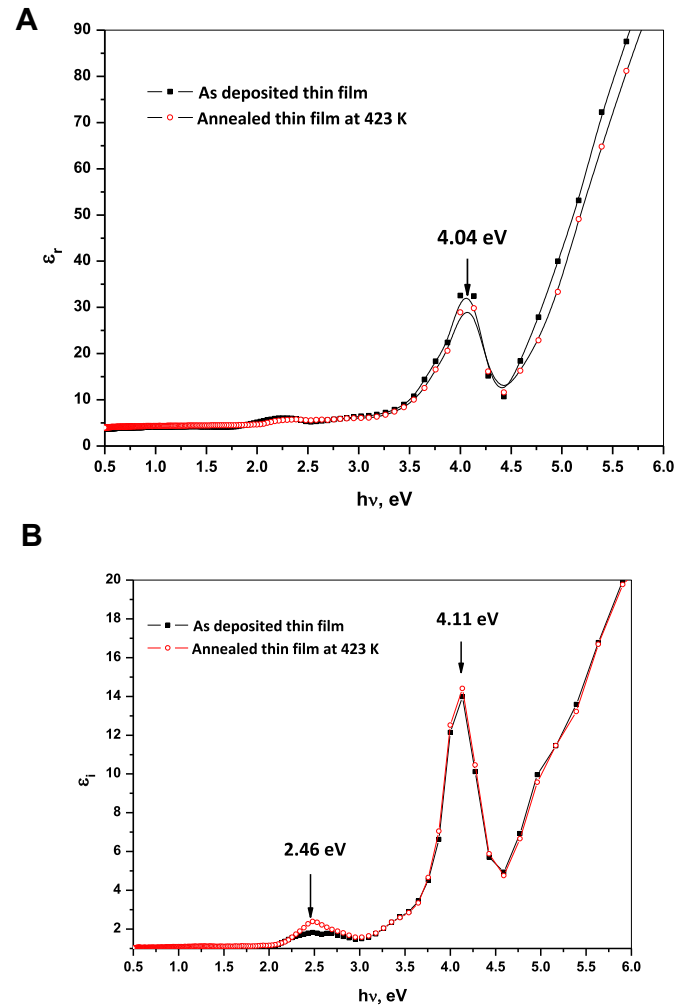 A
90
80
70
60
50
40
30
20
10
0
εr
As deposited thin film
Annealed thin film at 423 K
4.04 eV
0.5 1.0 1.5 2.0 2.5 3.0 3.5 4.0 4.5 5.0 5.5 6.0
hν, eV
B
20
18
16
14
12
10
8
6
4
2
εi
As deposited thin film
Annealed thin film at 423 K
4.11 eV
2.46 eV
0.5 1.0 1.5 2.0 2.5 3.0 3.5 4.0 4.5 5.0 5.5 6.0
hν, eV